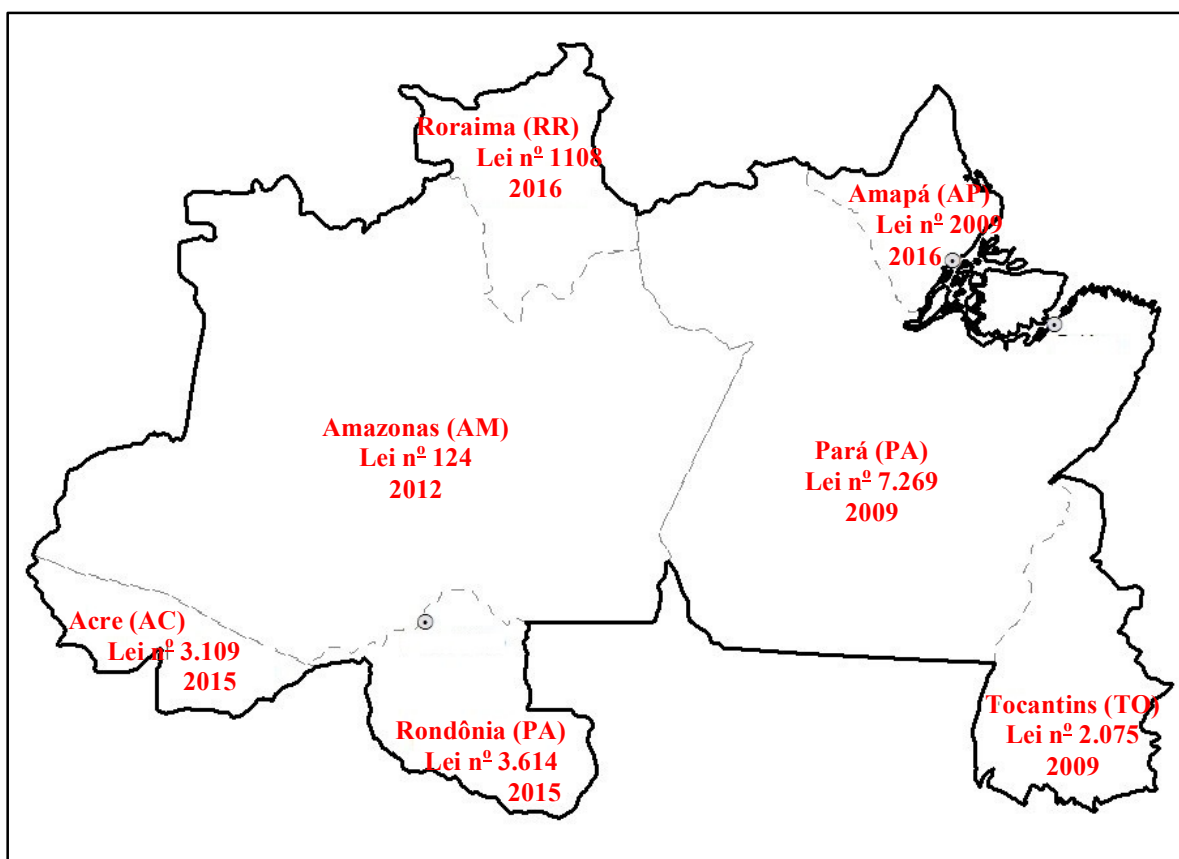 Roraima (RR)
Lei nº 1108
2016
Amapá (AP)
Lei nº 2009
2016
Amazonas (AM)
Lei nº 124
2012
Pará (PA)
Lei nº 7.269
2009
Acre (AC)
Lei nº 3.109
2015
Rondônia (PA)
Lei nº 3.614
2015
Tocantins (TO)
Lei nº 2.075
2009